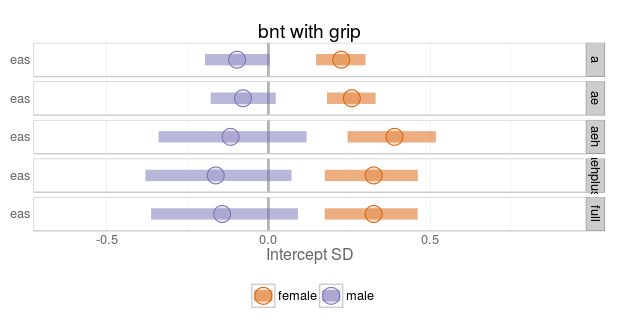 bnt with grip
eas a
eas ae
eas aeh
eas ehplus
eas full
-0.5 0.0 0.5
Intercept SD
female male